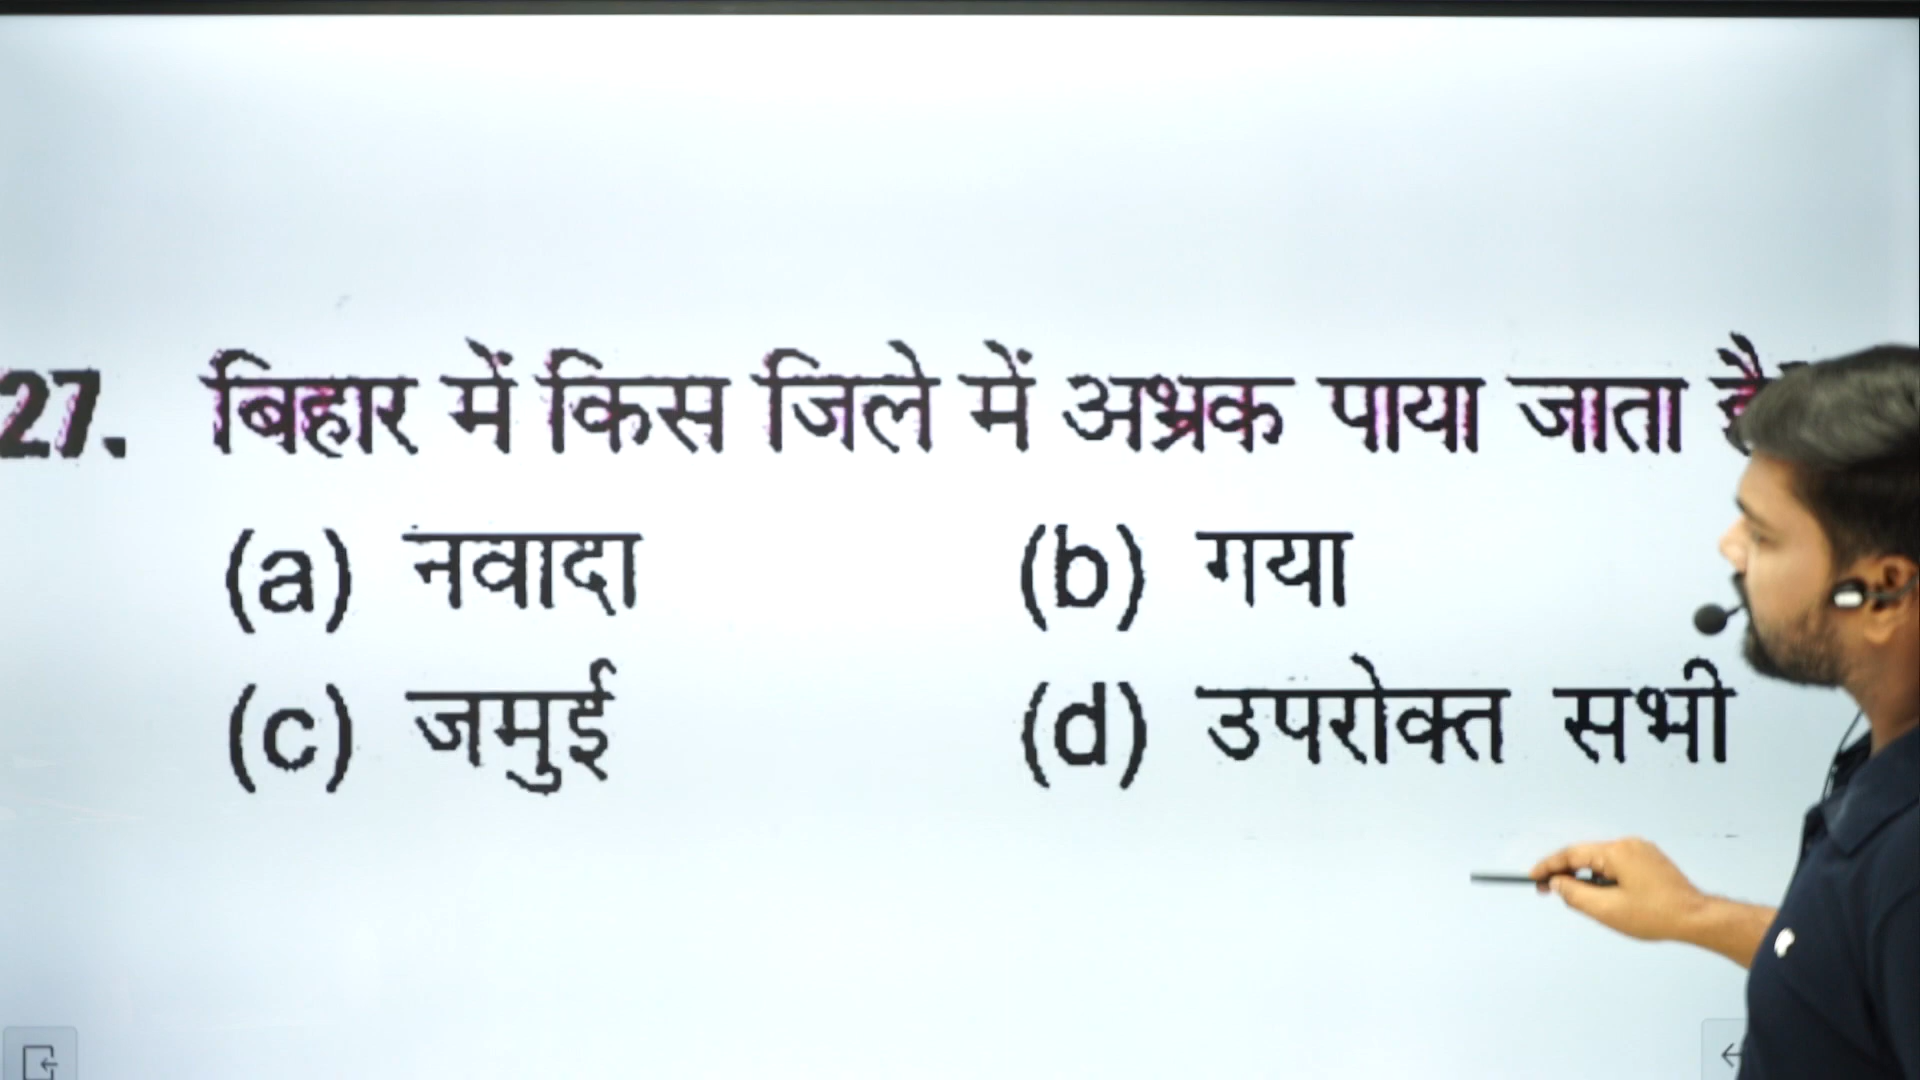 27. बिहार में किस जिले में अभ्रक पाया जाता है
(a) नवादा (b) गया
(c) जमुई (d) उपरोक्त सभी